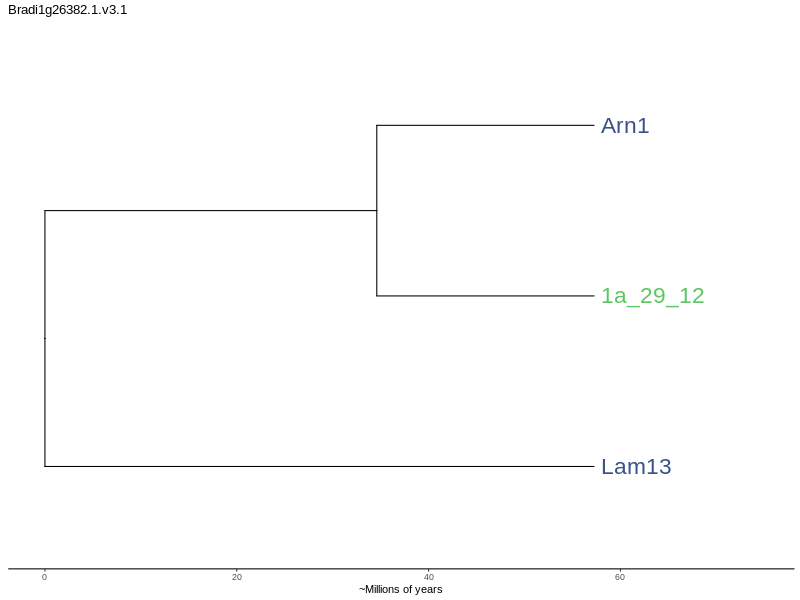 Bradi1g26382.1.v3.1
Arn1
1a_29_12
Lam13
0 20 40 60
~Millions of years